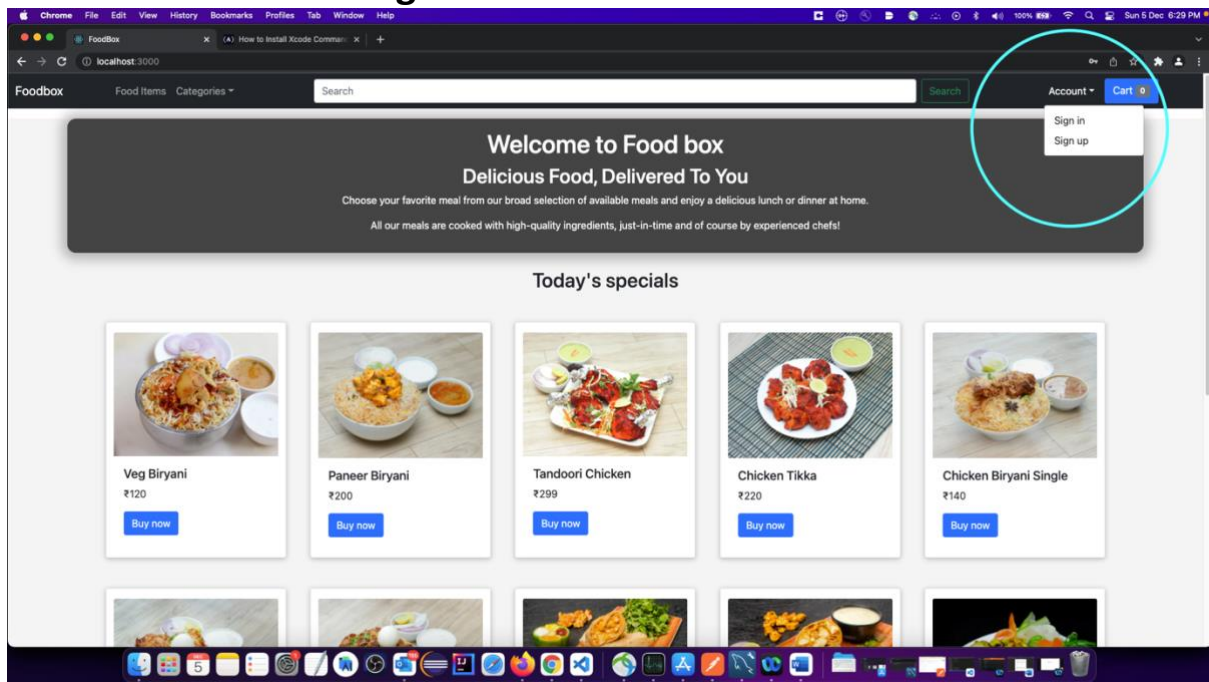 Chrome File Edit View History Bookmarks Profiles Tab Window Help 100% Sun 5 Dec 6:29 PM
FoodBox How to Install Xcode Comman
localhost:3000
Foodbox Food Items Categories Search Search Account Cart 0
Sign in
Sign up
Welcome to Food box
Delicious Food, Delivered To You
Choose your favorite meal from our broad selection of available meals and enjoy a delicious lunch or dinner at home.
All our meals are cooked with high-quality ingredients, just-in-time and of course by experienced chefs!
Today's specials
Veg Biryani
₹120
Buy now
Paneer Biryani
₹200
Buy now
Tandoori Chicken
₹299
Buy now
Chicken Tikka
₹220
Buy now
Chicken Biryani Single
₹140
Buy now
5